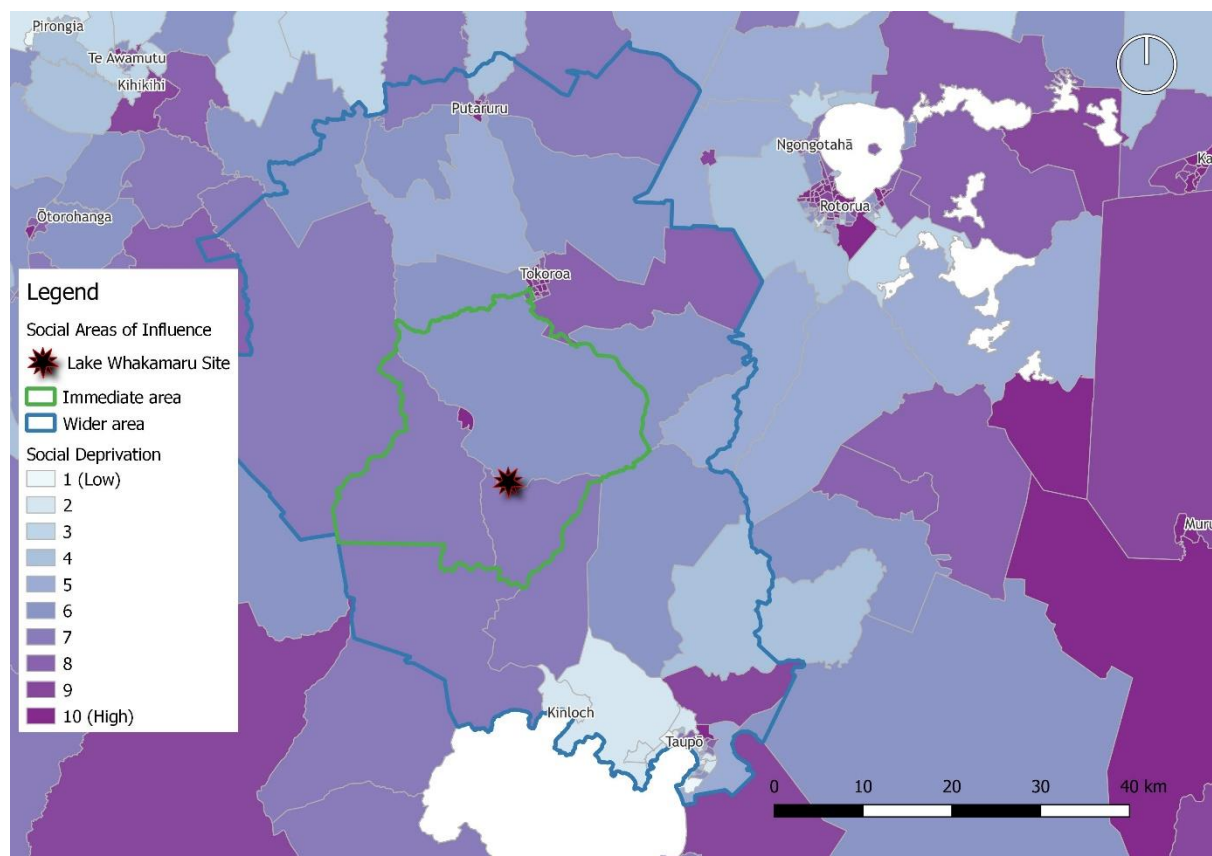 Pirongia
Te Awamutu
Kihikihi
Putaruru
Ngongotahā
Ka
Rotorua
Ōtorohanga
Tokoroa
Legend
Social Areas of Influence
Lake Whakamaru Site
Immediate area
Wider area
Social Deprivation
1 (Low)
2
3
4
5
6
7
8
9
10 (High)
Muru
Kinloch
Taupō
0 10 20 30 40 km